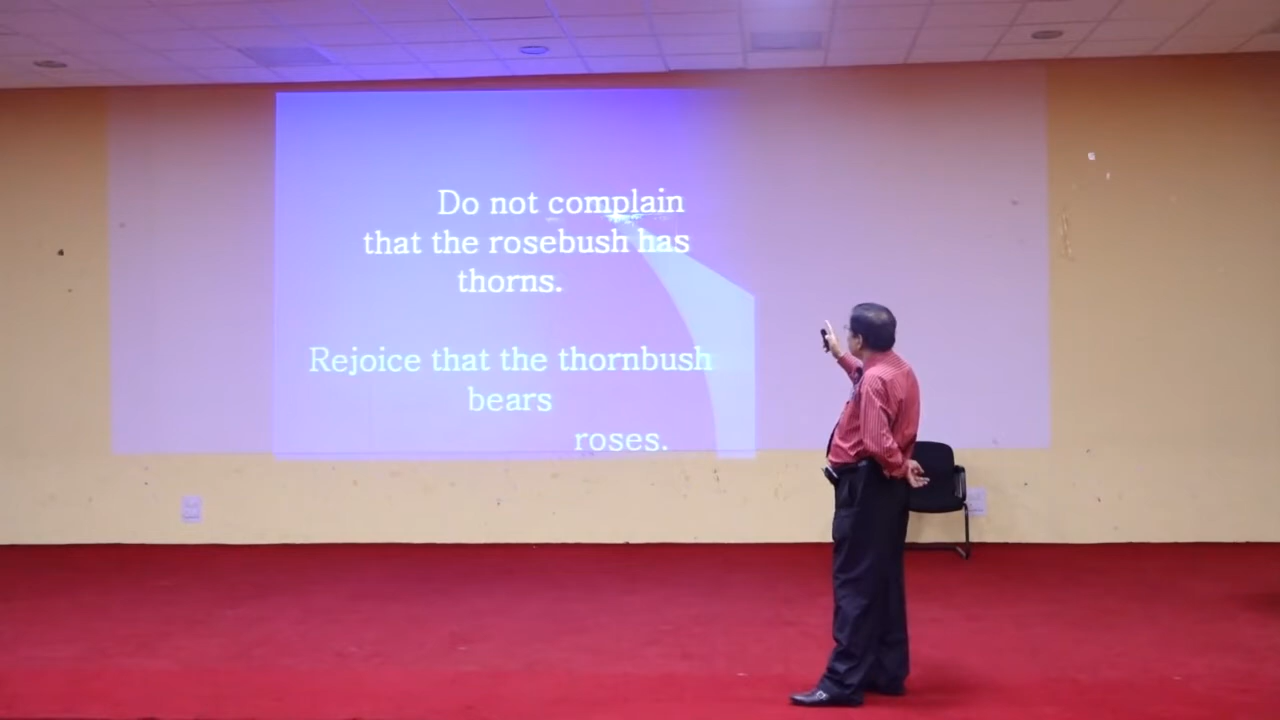 Do not complain
that the rosebush has
thorns.
Rejoice that the thornbush
bears
roses.